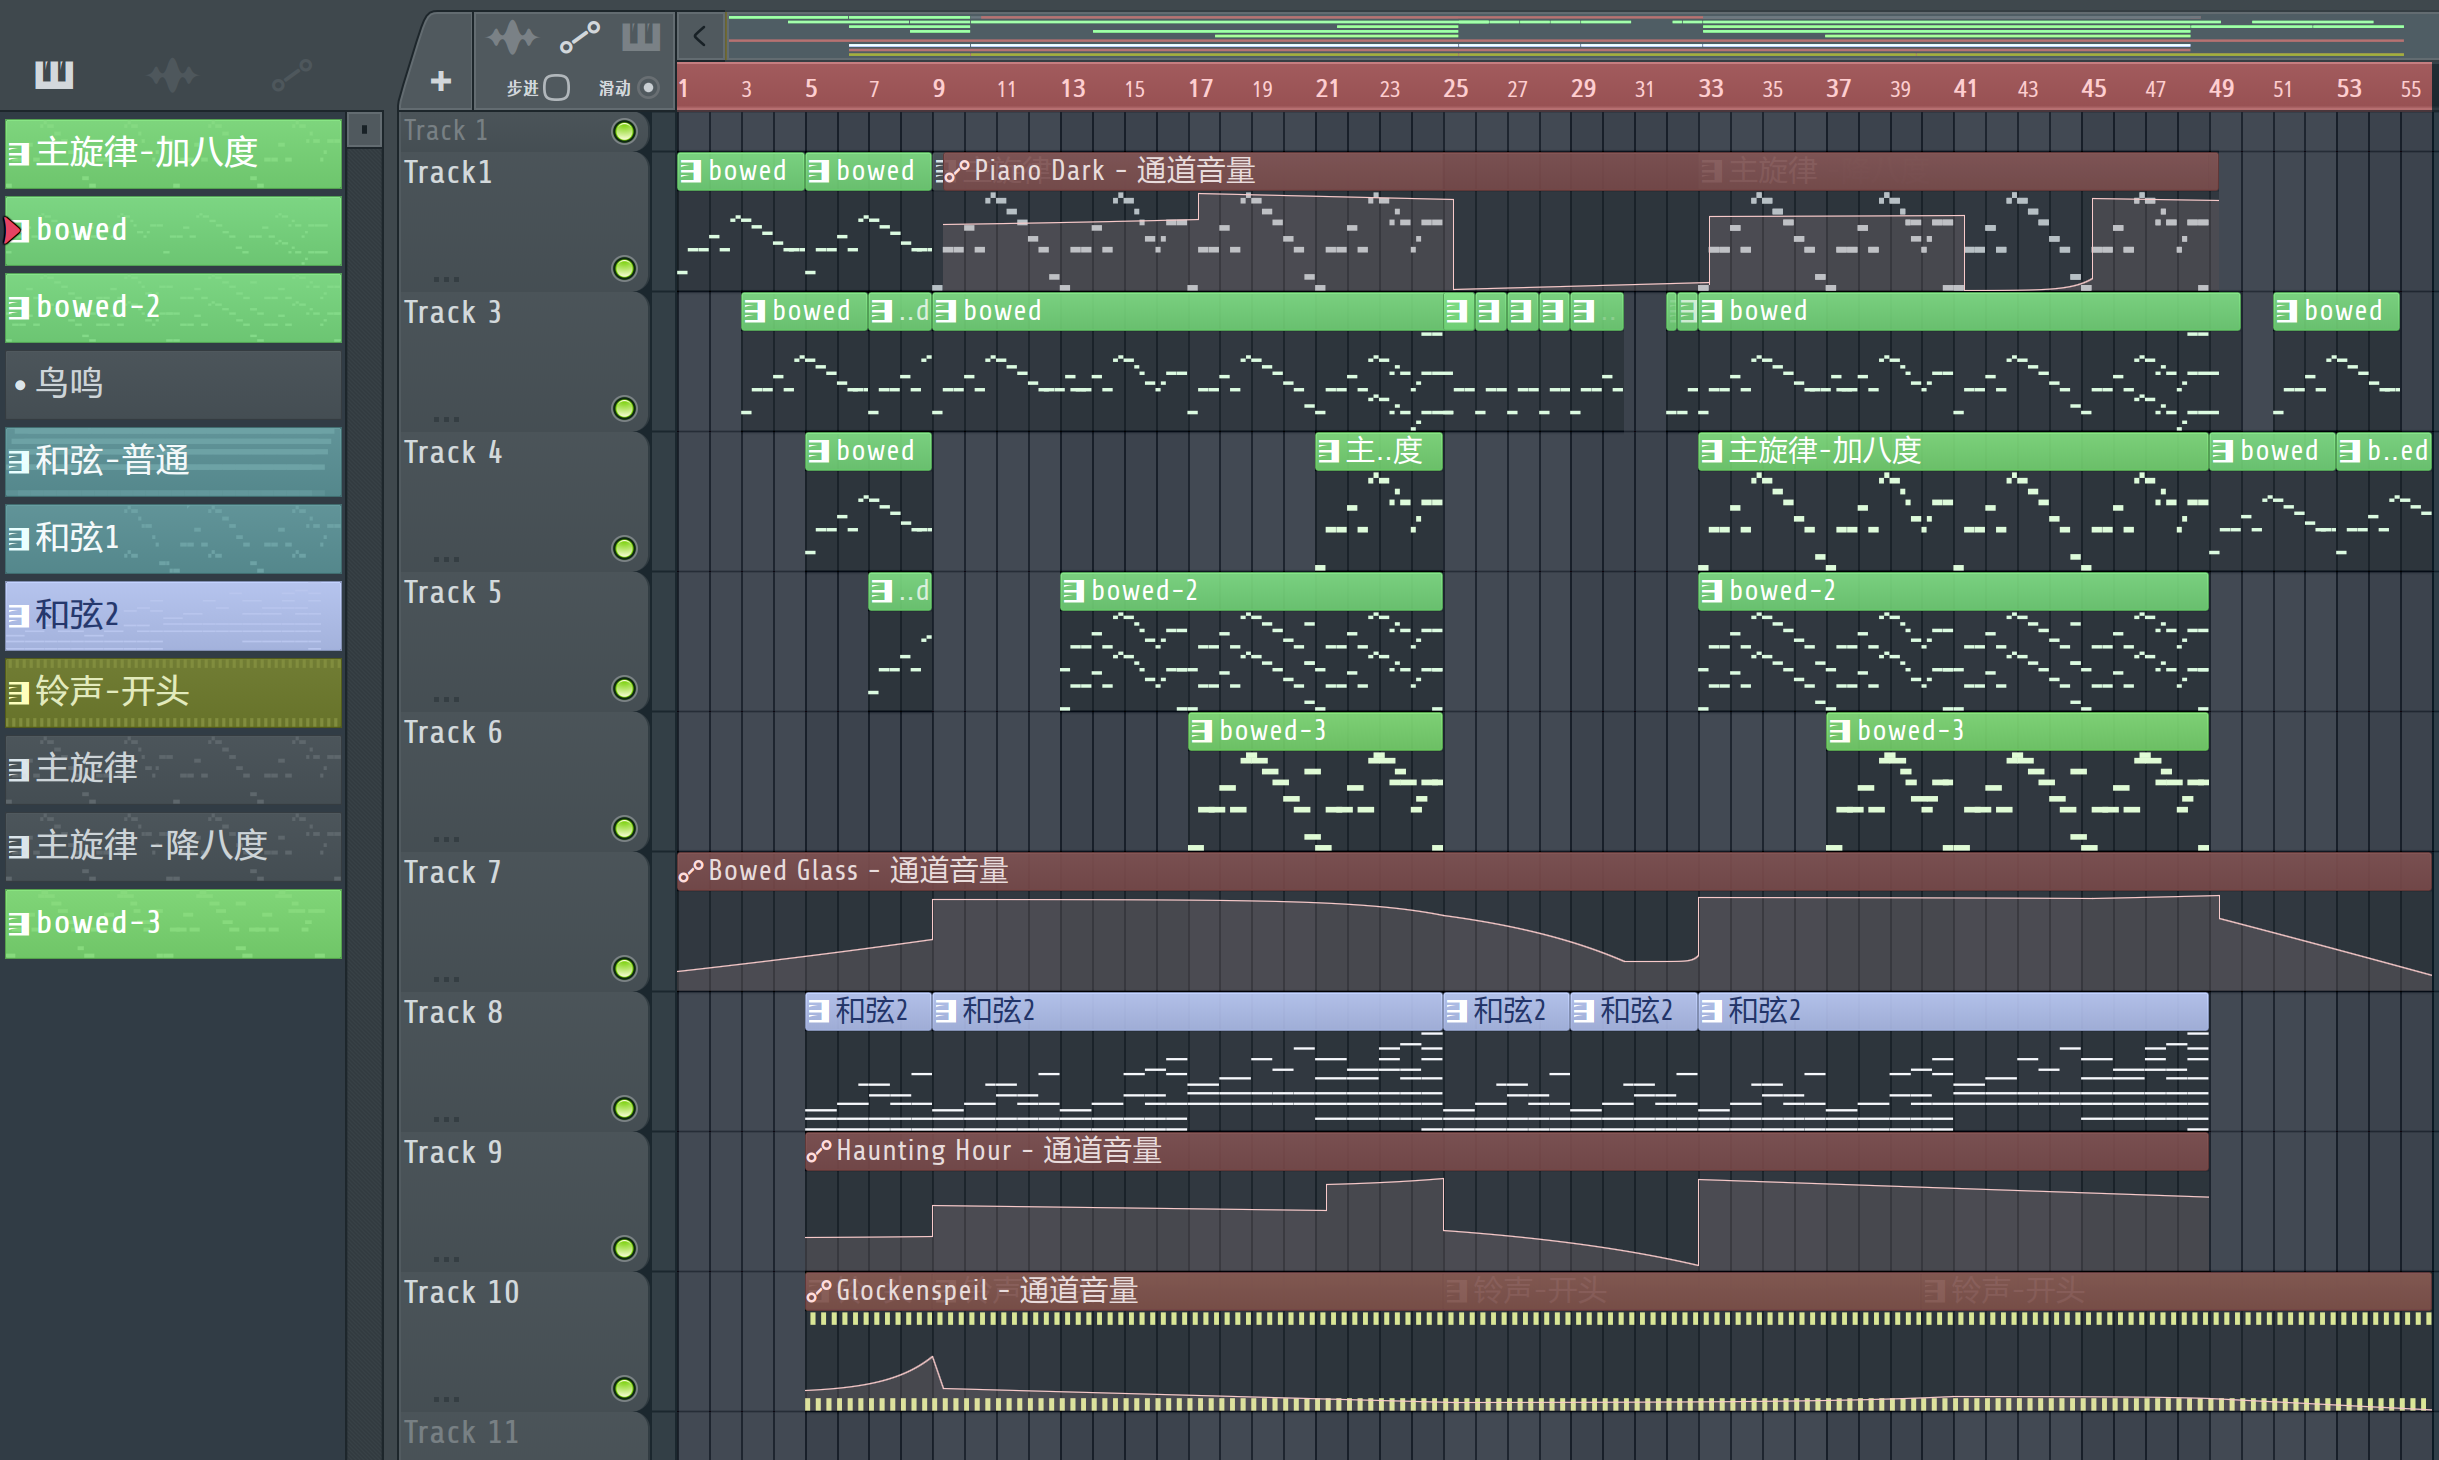 步进 滑动
1 3 5 7 9 11 13 15 17 19 21 23 25 27 29 31 33 35 37 39 41 43 45 47 49 51 53 55
主旋律-加八度
bowed
bowed-2
鸟鸣
和弦-普通
和弦1
和弦2
铃声-开头
主旋律
主旋律 -降八度
bowed-3
Track 1
Track1
bowed bowed Piano Dark - 通道音量 主旋律
Track 3
bowed ..d bowed .. bowed bowed
Track 4
bowed 主..度 主旋律-加八度 bowed b..ed
Track 5
..d bowed-2 bowed-2
Track 6
bowed-3 bowed-3
Track 7
Bowed Glass - 通道音量
Track 8
和弦2 和弦2 和弦2 和弦2 和弦2
Track 9
Haunting Hour - 通道音量
Track 10
Glockenspeil - 通道音量 铃声-开头 铃声-开头
Track 11